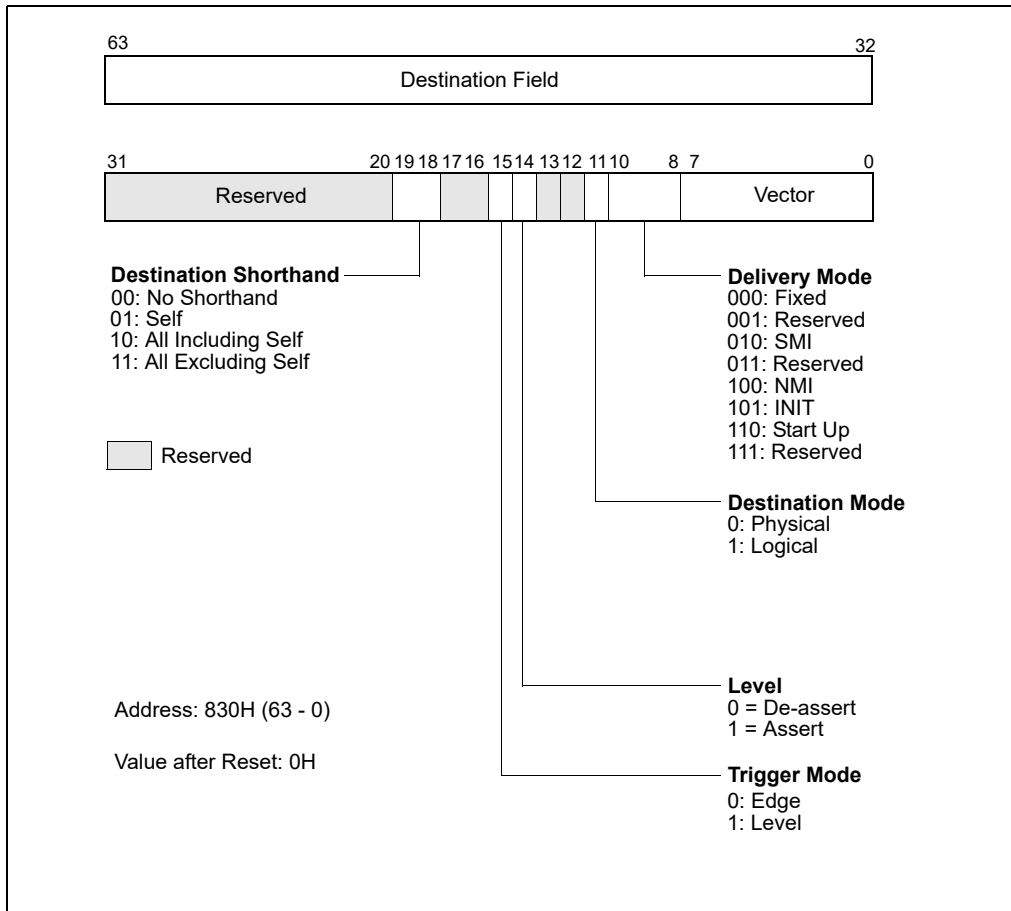 63 32
Destination Field
31 20 19 18 17 16 15 14 13 12 11 10 8 7 0
Reserved Vector
Destination Shorthand
00: No Shorthand
01: Self
10: All Including Self
11: All Excluding Self
Reserved
Delivery Mode
000: Fixed
001: Reserved
010: SMI
011: Reserved
100: NMI
101: INIT
110: Start Up
111: Reserved
Destination Mode
0: Physical
1: Logical
Level
0 = De-assert
1 = Assert
Address: 830H (63 - 0)
Value after Reset: 0H
Trigger Mode
0: Edge
1: Level